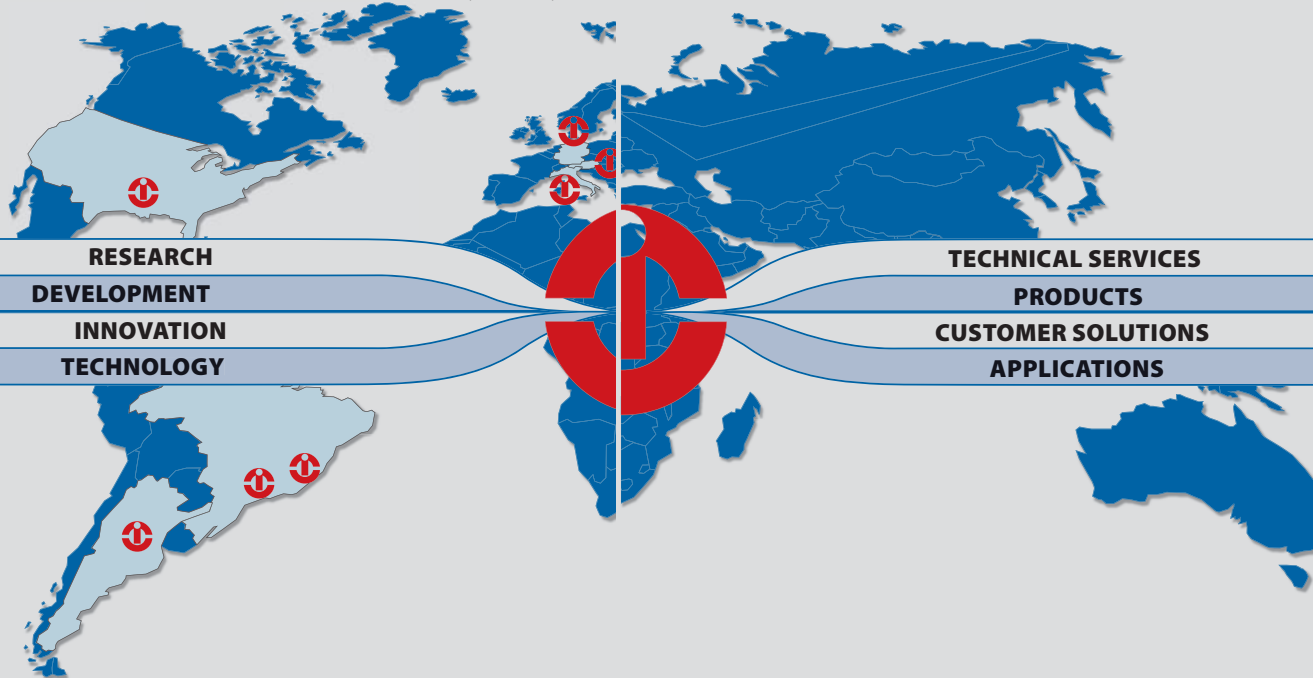 RESEARCH
DEVELOPMENT
INNOVATION
TECHNOLOGY
TECHNICAL SERVICES
PRODUCTS
CUSTOMER SOLUTIONS
APPLICATIONS